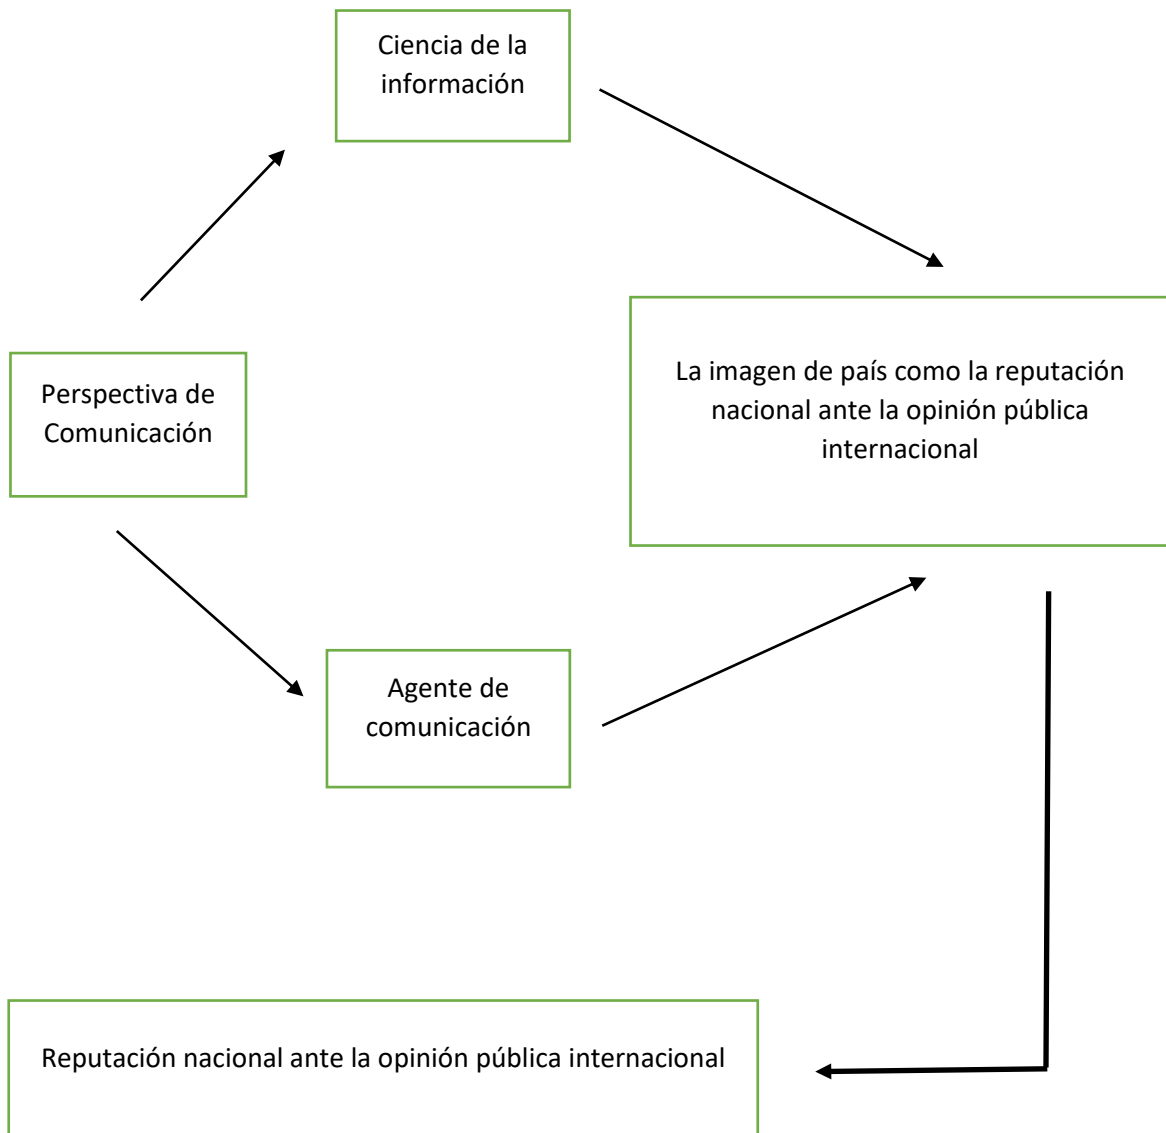 Ciencia de la
información
Perspectiva de
Comunicación
La imagen de país como la reputación
nacional ante la opinión pública
internacional
Agente de
comunicación
Reputación nacional ante la opinión pública internacional